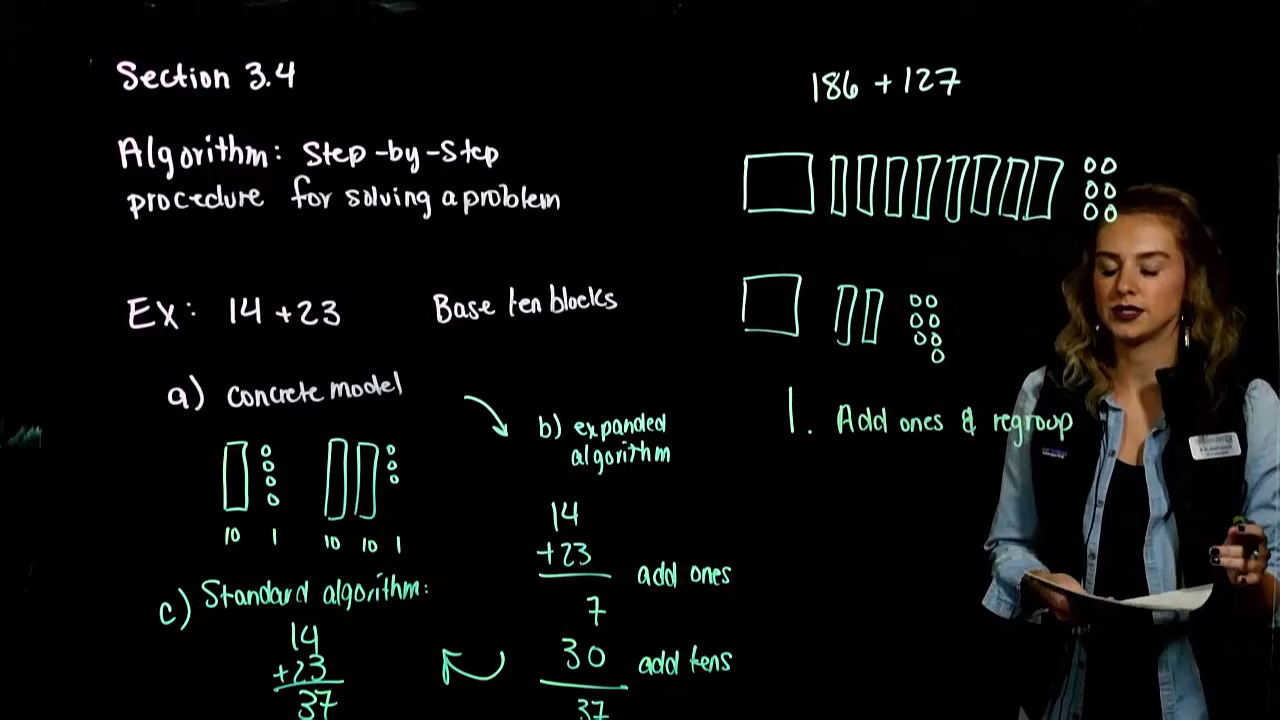 Section 3.4
Algorithm: Step-by-Step
procedure for solving a problem
Ex: 14 + 23
Base ten blocks
a) concrete model
10 1 10 10 1
b) expanded
algorithm
14
+23
add ones
7
30 add tens
37
c) Standard algorithm:
14
+23
37
186 + 127
1. Add ones & regroup